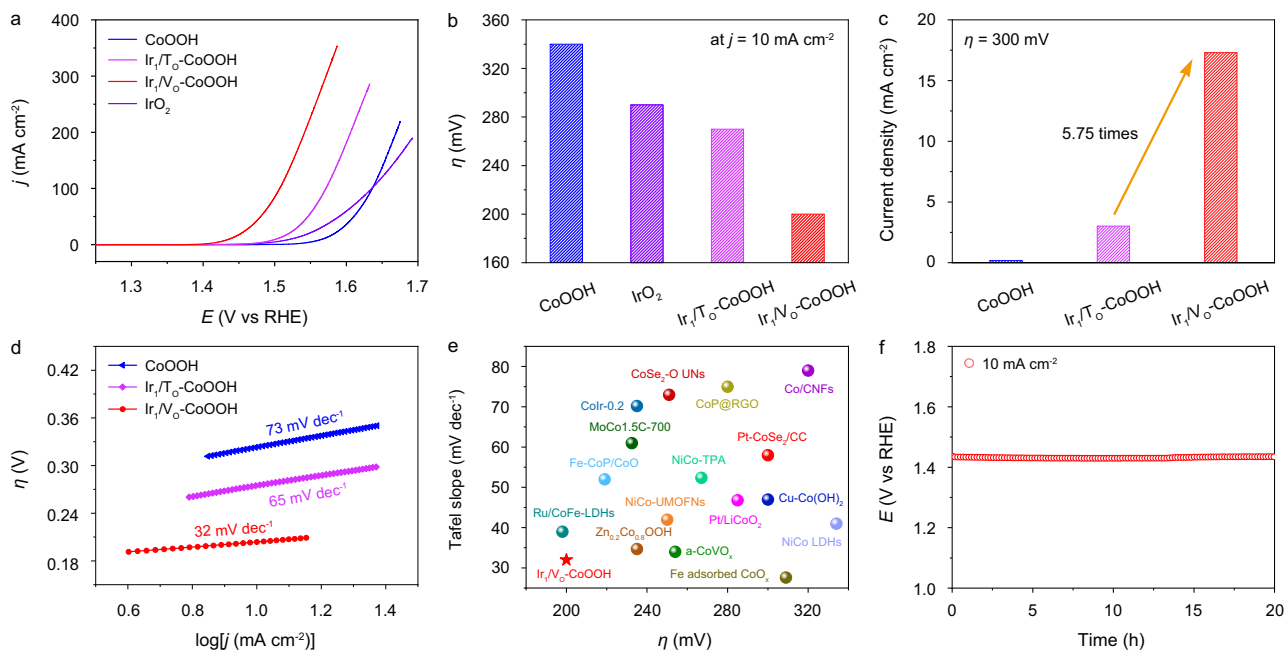 a
400
300
200
100
0
j (mA cm⁻²)
CoOOH
Ir₁/T_O-CoOOH
Ir₁/V_O-CoOOH
IrO₂
1.3 1.4 1.5 1.6 1.7
E (V vs RHE)
b
360
320
280
240
200
160
η (mV)
at j = 10 mA cm⁻²
CoOOH
IrO₂
Ir₁/T_O-CoOOH
Ir₁/V_O-CoOOH
c
20
15
10
5
0
Current density (mA cm⁻²)
η = 300 mV
5.75 times
CoOOH
Ir₁/T_O-CoOOH
Ir₁/V_O-CoOOH
d
0.42
0.36
0.30
0.24
0.18
η (V)
CoOOH
Ir₁/T_O-CoOOH
Ir₁/V_O-CoOOH
73 mV dec⁻¹
65 mV dec⁻¹
32 mV dec⁻¹
0.6 0.8 1.0 1.2 1.4
log[j (mA cm⁻²)]
e
80
70
60
50
40
30
Tafel slope (mV dec⁻¹)
CoSe₂-O UNs
Co/CNFs
CoIr-0.2
CoP@RGO
MoCo1.5C-700
Pt-CoSe₂/CC
Fe-CoP/CoO
NiCo-TPA
Cu-Co(OH)₂
Ru/CoFe-LDHs
NiCo-UMOFNs
Pt/LiCoO₂
Zn₀.₂Co₀.₈OOH
a-CoVOₓ
NiCo LDHs
Ir₁/V_O-CoOOH
Fe adsorbed CoOₓ
200 240 280 320
η (mV)
f
1.8
1.6
1.4
1.2
1.0
E (V vs RHE)
10 mA cm⁻²
0 5 10 15 20
Time (h)